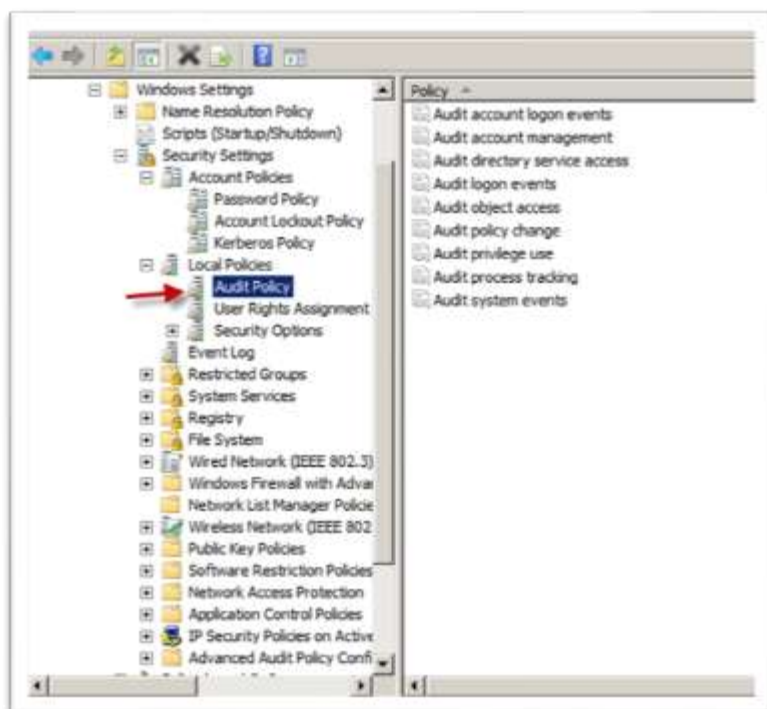 Windows Settings
Name Resolution Policy
Scripts (Startup/Shutdown)
Security Settings
Account Policies
Password Policy
Account Lockout Policy
Kerberos Policy
Local Policies
Audit Policy
User Rights Assignment
Security Options
Event Log
Restricted Groups
System Services
Registry
File System
Wired Network (IEEE 802.3)
Windows Firewall with Advan
Network List Manager Policie
Wireless Network (IEEE 802
Public Key Policies
Software Restriction Policies
Network Access Protection
Application Control Policies
IP Security Policies on Active
Advanced Audit Policy Confi
Policy
Audit account logon events
Audit account management
Audit directory service access
Audit logon events
Audit object access
Audit policy change
Audit privilege use
Audit process tracking
Audit system events